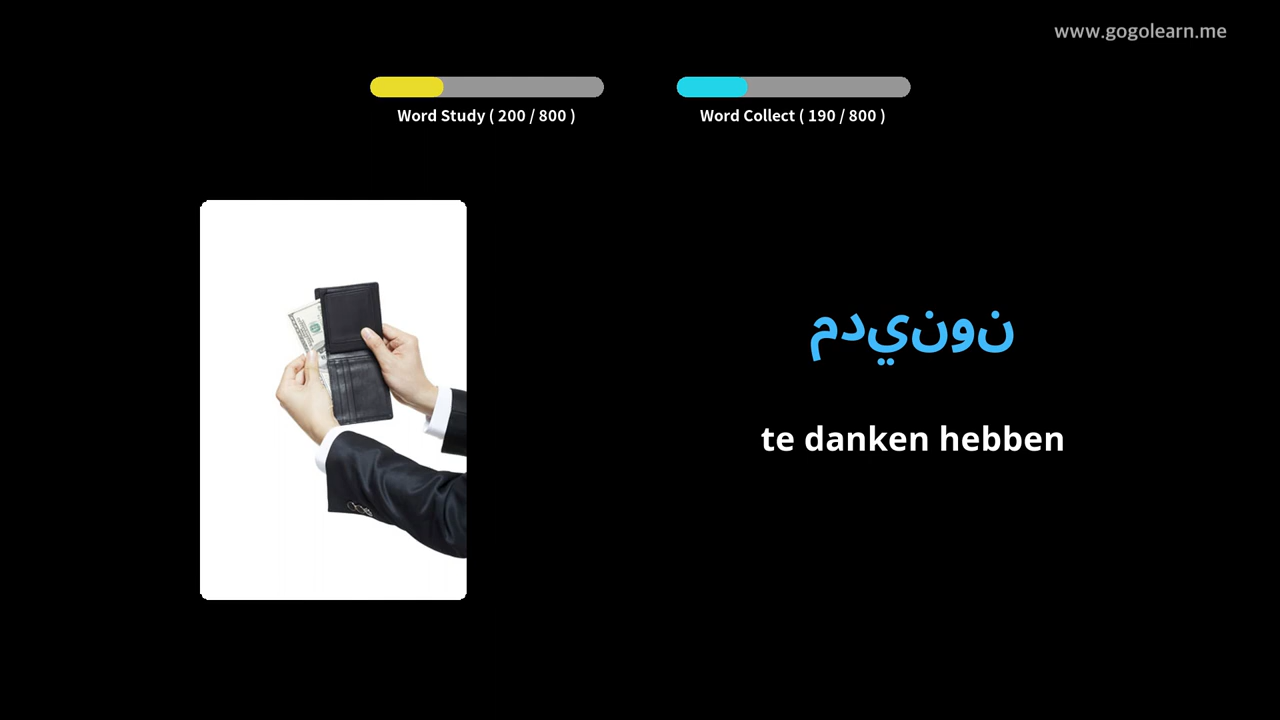 www.gogolearn.me
Word Study ( 200 / 800 )
Word Collect ( 190 / 800 )
مدينون
te danken hebben